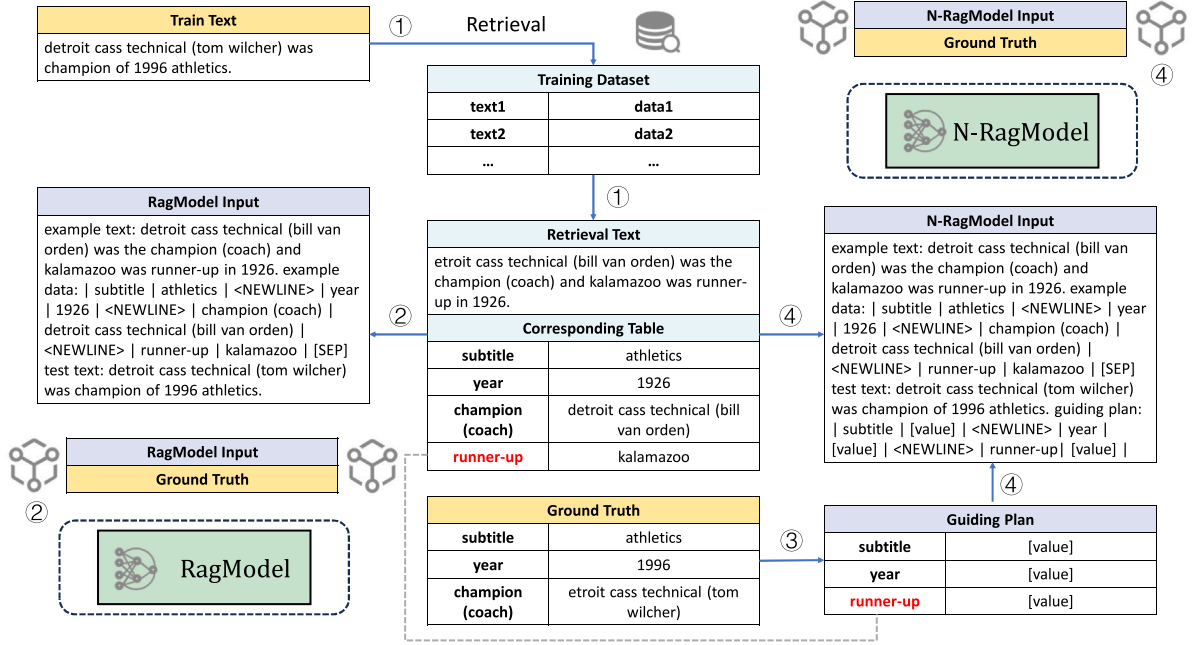 Train Text
detroit cass technical (tom wilcher) was
champion of 1996 athletics.
①
Retrieval
Training Dataset
text1 data1
text2 data2
... ...
①
N-RagModel Input
Ground Truth
④
N-RagModel
RagModel Input
example text: detroit cass technical (bill van
orden) was the champion (coach) and
kalamazoo was runner-up in 1926. example
data: | subtitle | athletics | <NEWLINE> | year
| 1926 | <NEWLINE> | champion (coach) |
detroit cass technical (bill van orden) |
<NEWLINE> | runner-up | kalamazoo | [SEP]
test text: detroit cass technical (tom wilcher)
was champion of 1996 athletics.
②
Retrieval Text
etroit cass technical (bill van orden) was the
champion (coach) and kalamazoo was runner-
up in 1926.
Corresponding Table
subtitle athletics
year 1926
champion detroit cass technical (bill
(coach) van orden)
runner-up kalamazoo
④
N-RagModel Input
example text: detroit cass technical (bill van
orden) was the champion (coach) and
kalamazoo was runner-up in 1926. example
data: | subtitle | athletics | <NEWLINE> | year
| 1926 | <NEWLINE> | champion (coach) |
detroit cass technical (bill van orden) |
<NEWLINE> | runner-up | kalamazoo | [SEP]
test text: detroit cass technical (tom wilcher)
was champion of 1996 athletics. guiding plan:
| subtitle | [value] | <NEWLINE> | year |
[value] | <NEWLINE> | runner-up| [value] |
RagModel Input
Ground Truth
②
RagModel
Ground Truth
subtitle athletics
year 1996
champion etroit cass technical (tom
(coach) wilcher)
③
④
Guiding Plan
subtitle [value]
year [value]
runner-up [value]